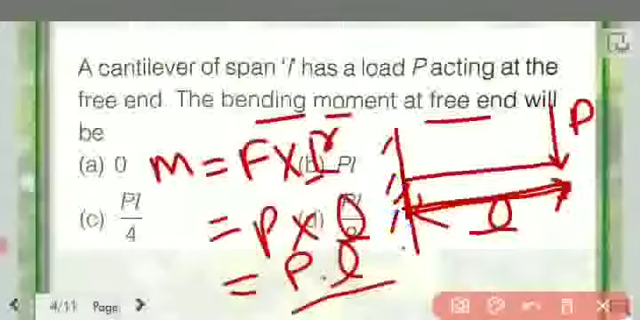 A cantilever of span 'l' has a load P acting at the
free end. The bending moment at free end will
be
(a) 0 (b) Pl
(c) Pl/4 (d)
M = F X
= P X l
= P.l
P
l
4/11 Page